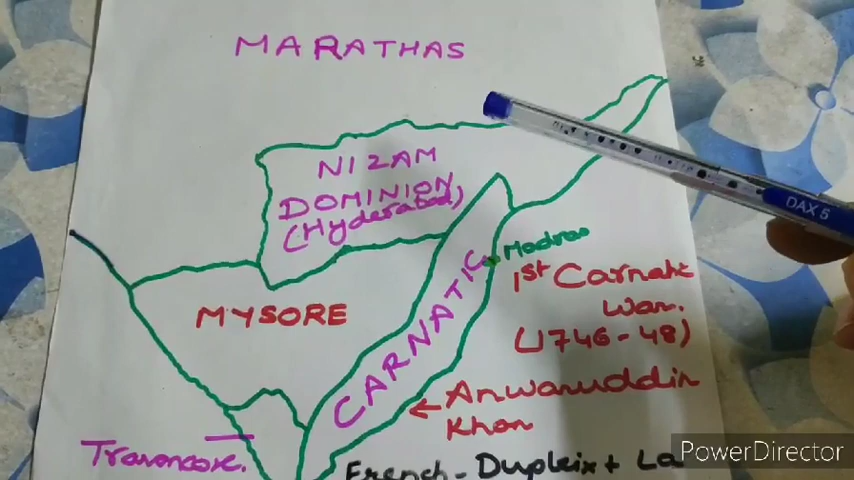 MARATHAS
NIZAM
DOMINION
(Hyderabad)
Madras
1st Carnatic
War.
(1746-48)
MYSORE
CARNATIC
Anwaruddin
Khan
Travancore.
French - Dupleix + La
DAX 5
PowerDirector